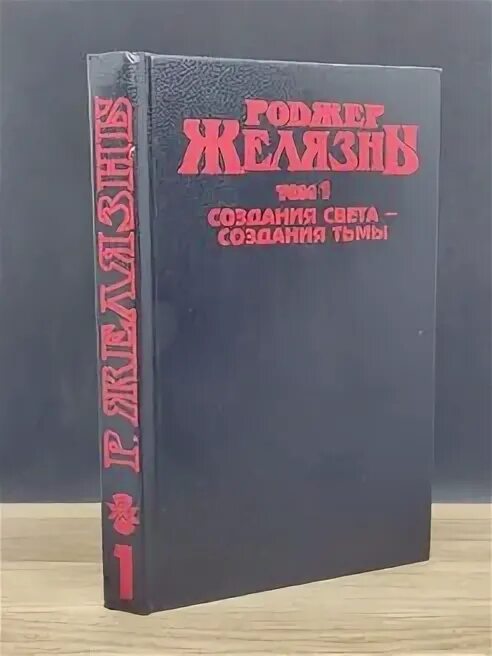 РОДЖЕР
ЖЕЛЯЗНЫ
ТОМ 1
СОЗДАНИЯ СВЕТА –
СОЗДАНИЯ ТЬМЫ
Р. ЖЕЛЯЗНЫ
1